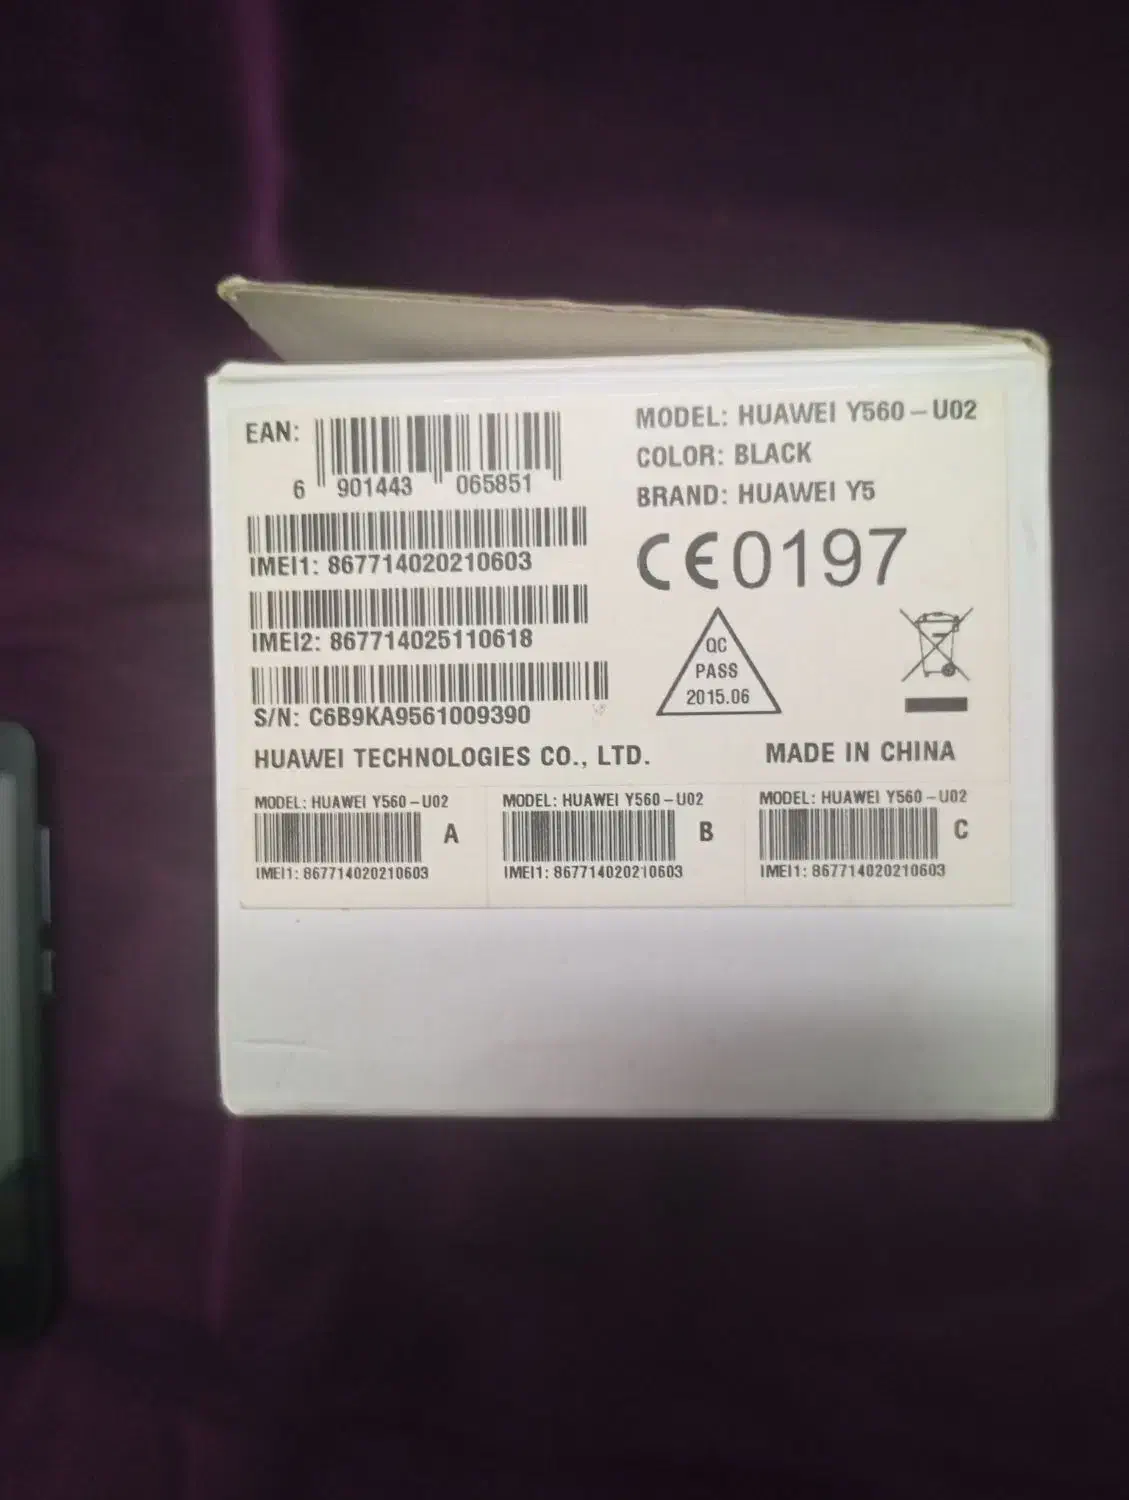 EAN:
6 901443 065851
IMEI1: 867714020210603
IMEI2: 867714025110618
S/N: C6B9KA9561009390
HUAWEI TECHNOLOGIES CO., LTD.
MODEL: HUAWEI Y560-U02
COLOR: BLACK
BRAND: HUAWEI Y5
CE0197
QC
PASS
2015.06
MADE IN CHINA
MODEL: HUAWEI Y560-U02
A
IMEI1: 867714020210603
MODEL: HUAWEI Y560-U02
B
IMEI1: 867714020210603
MODEL: HUAWEI Y560-U02
C
IMEI1: 867714020210603